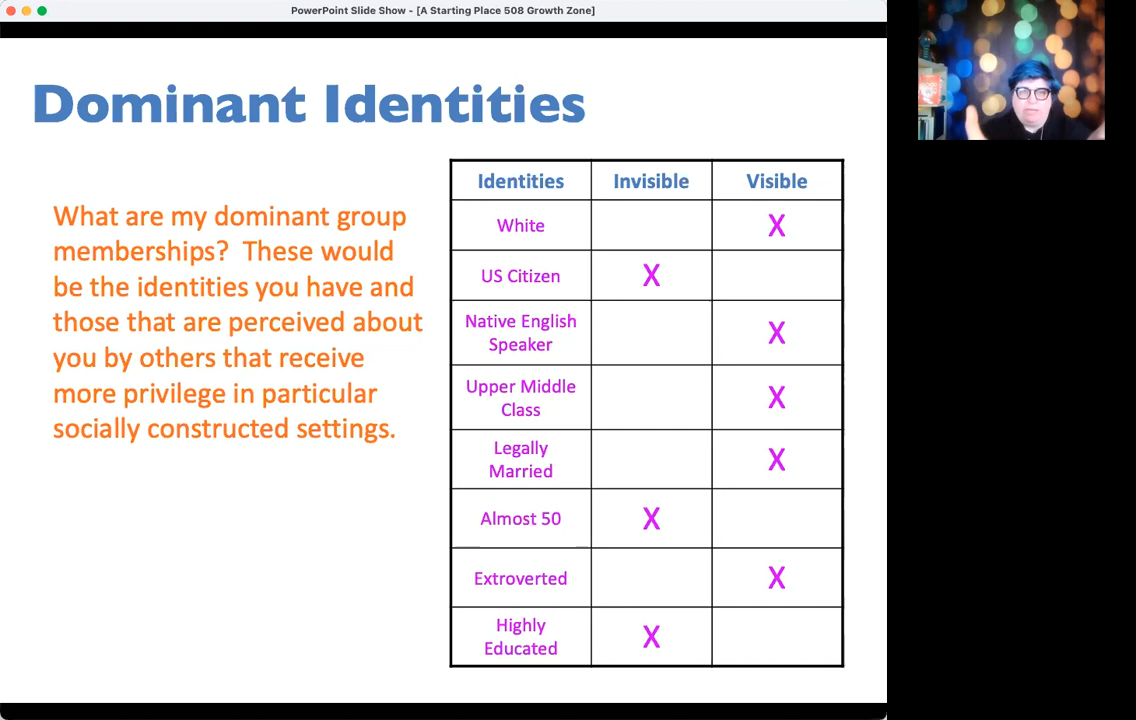 PowerPoint Slide Show - [A Starting Place 508 Growth Zone]
Dominant Identities
What are my dominant group
memberships?  These would
be the identities you have and
those that are perceived about
you by others that receive
more privilege in particular
socially constructed settings.
Identities Invisible Visible
White X
US Citizen X
Native English
Speaker X
Upper Middle
Class X
Legally
Married X
Almost 50 X
Extroverted X
Highly
Educated X